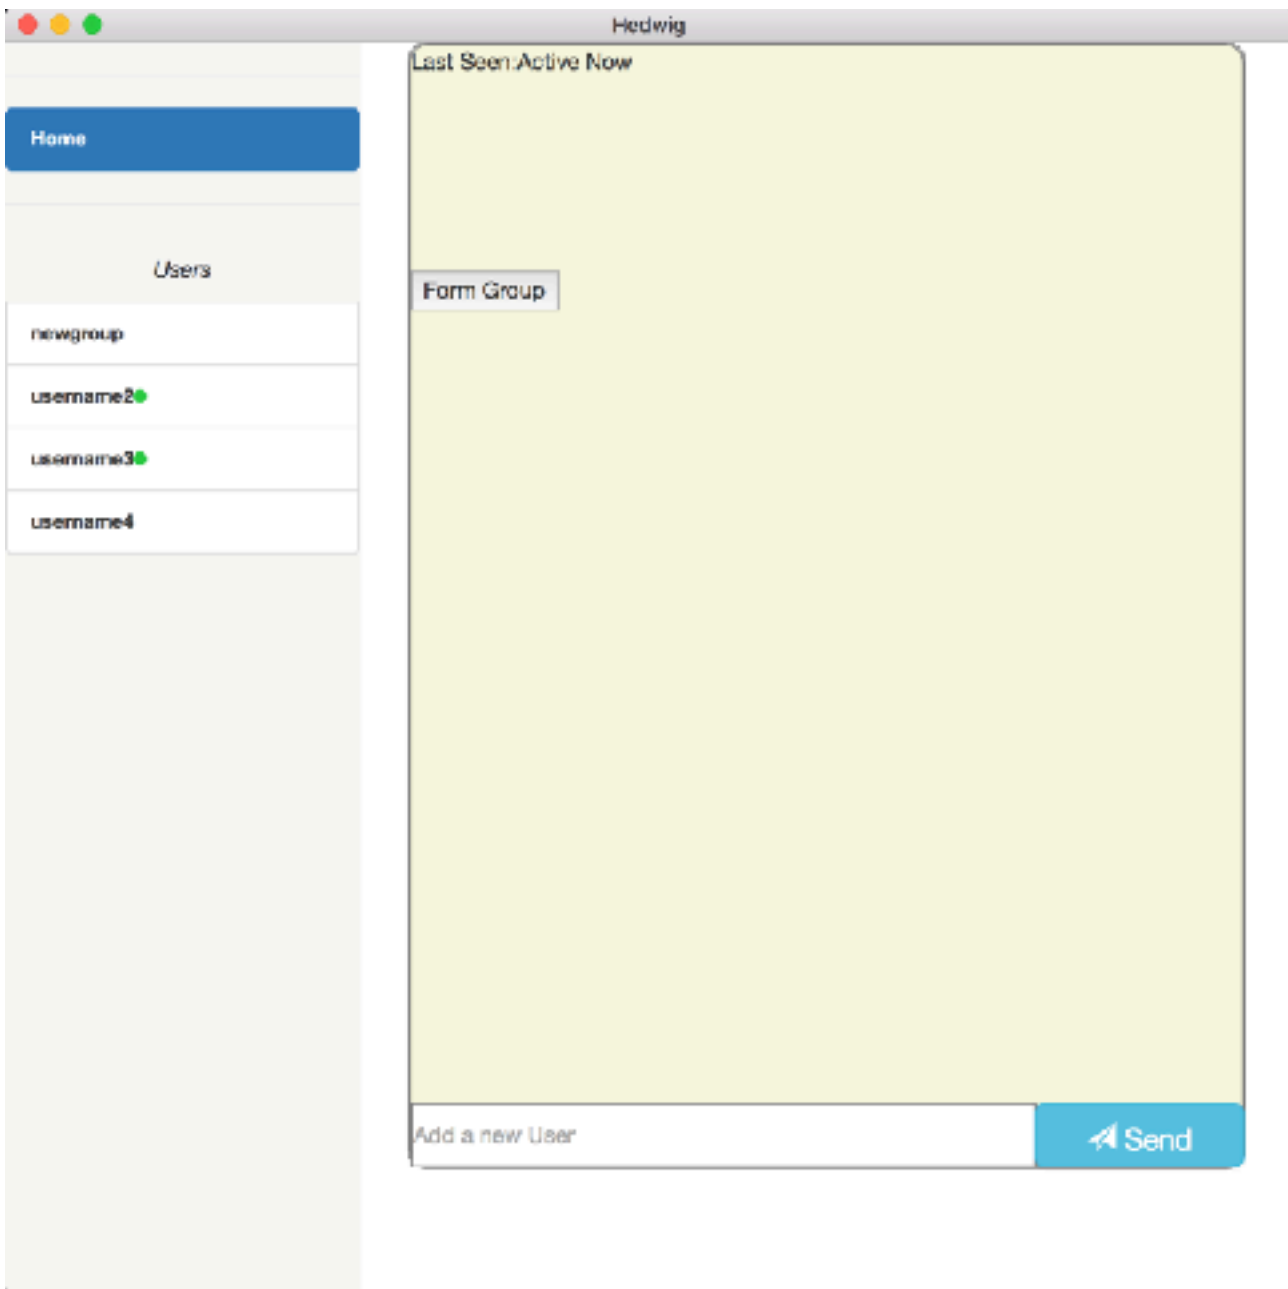 Hedwig
Last Seen:Active Now
Home
Users
Form Group
newgroup
username2
username3
username4
Add a new User
Send